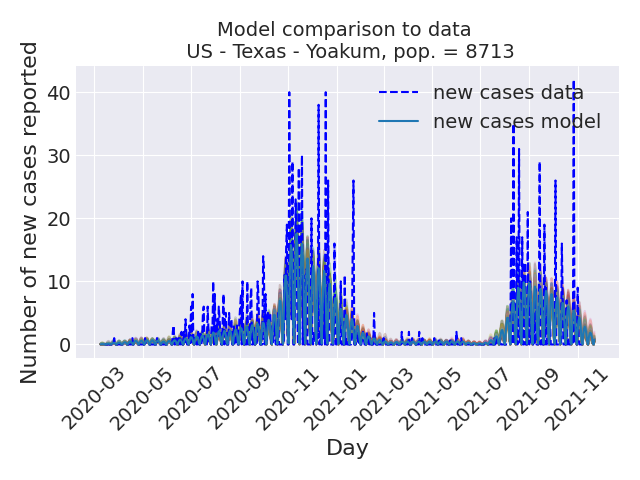 Model comparison to data
US - Texas - Yoakum, pop. = 8713
Number of new cases reported
40
30
20
10
0
new cases data
new cases model
2020-03
2020-05
2020-07
2020-09
2020-11
2021-01
2021-03
2021-05
2021-07
2021-09
2021-11
Day